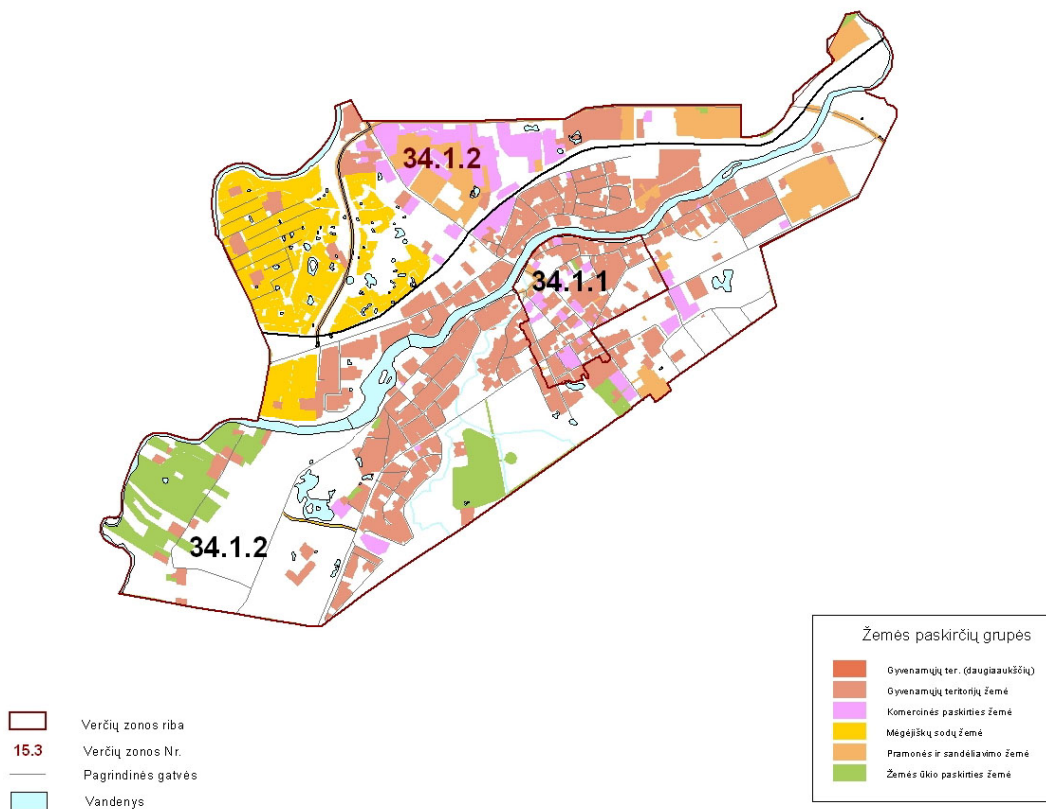 34.1.2
34.1.1
34.1.2
Žemės paskirčių grupės
Gyvenamųjų ter. (daugiaaukščių)
Gyvenamųjų teritorijų žemė
Komercinės paskirties žemė
Mėgėjiškų sodų žemė
Pramonės ir sandėliavimo žemė
Žemės ūkio paskirties žemė
Verčių zonos riba
15.3 Verčių zonos Nr.
Pagrindinės gatvės
Vandenys